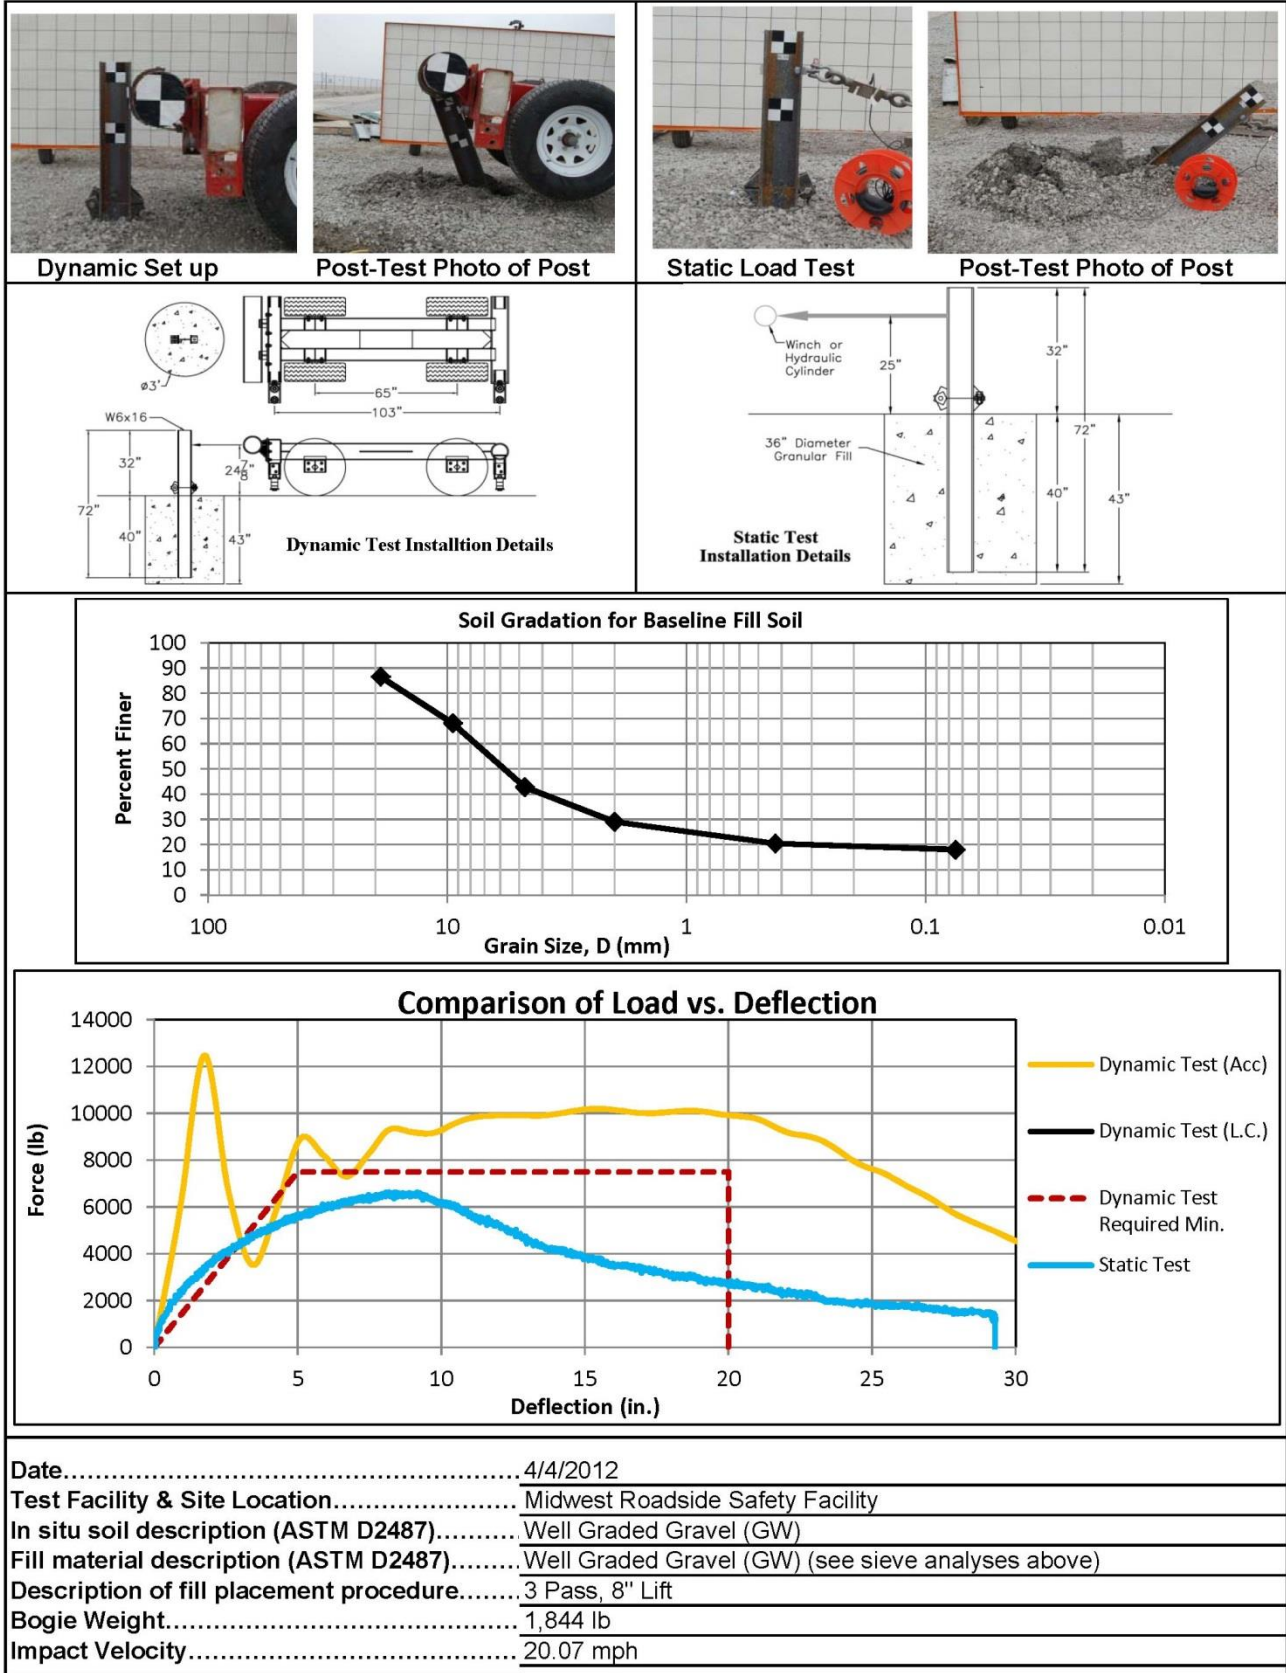 Dynamic Set up
Post-Test Photo of Post
Static Load Test
Post-Test Photo of Post
ø3'
65"
103"
W6x16
32"
24⅞"
72"
40"
43"
Dynamic Test Installtion Details
Winch or
Hydraulic
Cylinder
25"
32"
72"
36" Diameter
Granular Fill
40"
43"
Static Test
Installation Details
Soil Gradation for Baseline Fill Soil
Percent Finer
100
90
80
70
60
50
40
30
20
10
0
100
10
1
0.1
0.01
Grain Size, D (mm)
Comparison of Load vs. Deflection
Force (lb)
14000
12000
10000
8000
6000
4000
2000
0
0
5
10
15
20
25
30
Deflection (in.)
Dynamic Test (Acc)
Dynamic Test (L.C.)
Dynamic Test
Required Min.
Static Test
Date.................................................... 4/4/2012
Test Facility & Site Location...................... Midwest Roadside Safety Facility
In situ soil description (ASTM D2487).......... Well Graded Gravel (GW)
Fill material description (ASTM D2487)........ Well Graded Gravel (GW) (see sieve analyses above)
Description of fill placement procedure....... 3 Pass, 8" Lift
Bogie Weight......................................... 1,844 lb
Impact Velocity...................................... 20.07 mph